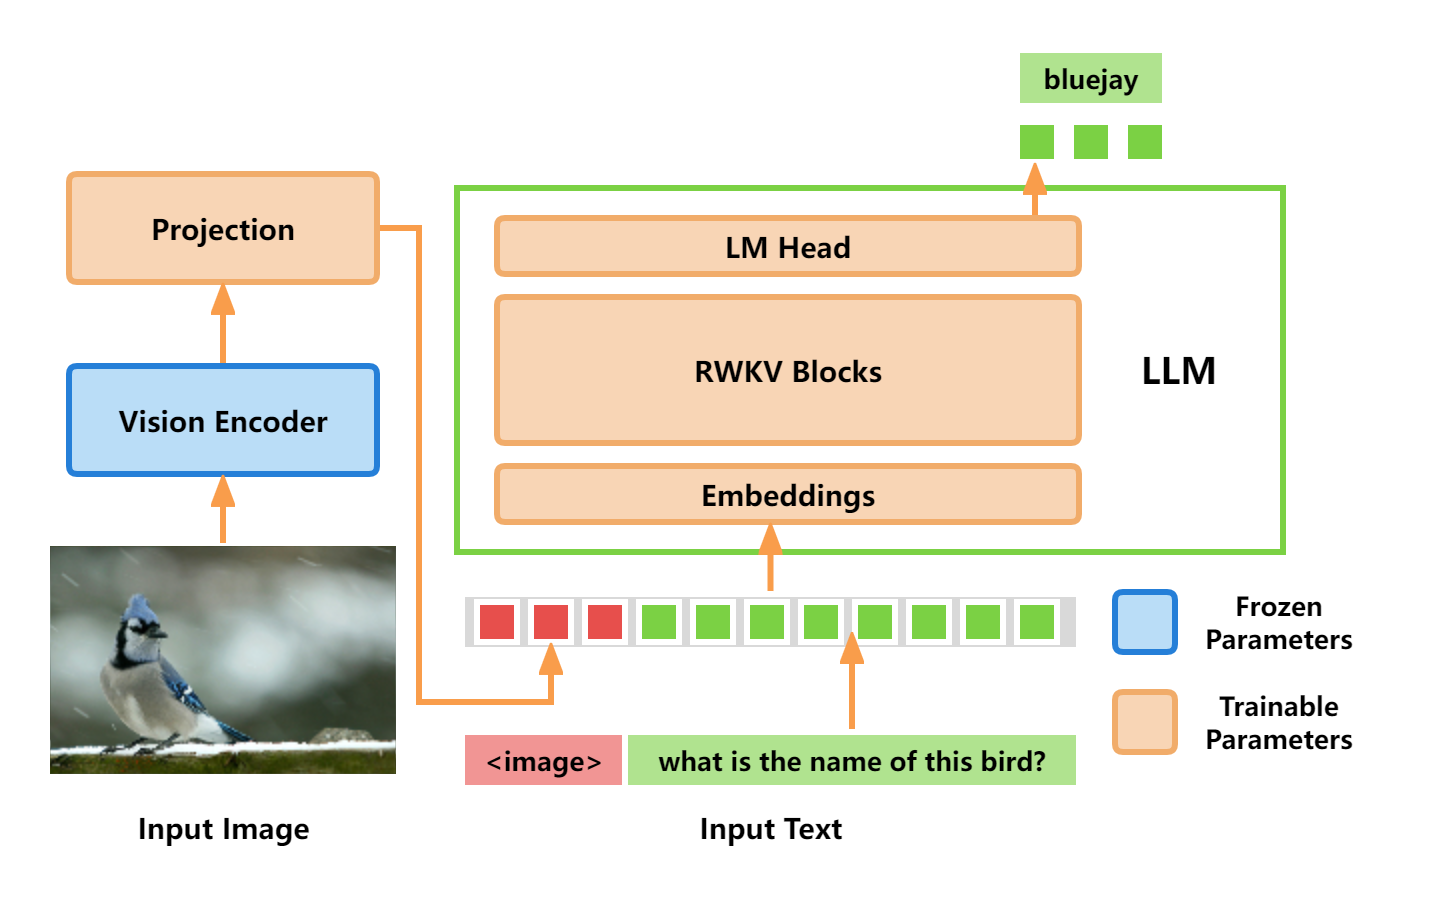 bluejay
Projection
LM Head
RWKV Blocks
LLM
Vision Encoder
Embeddings
Frozen
Parameters
Trainable
Parameters
<image>
what is the name of this bird?
Input Image
Input Text